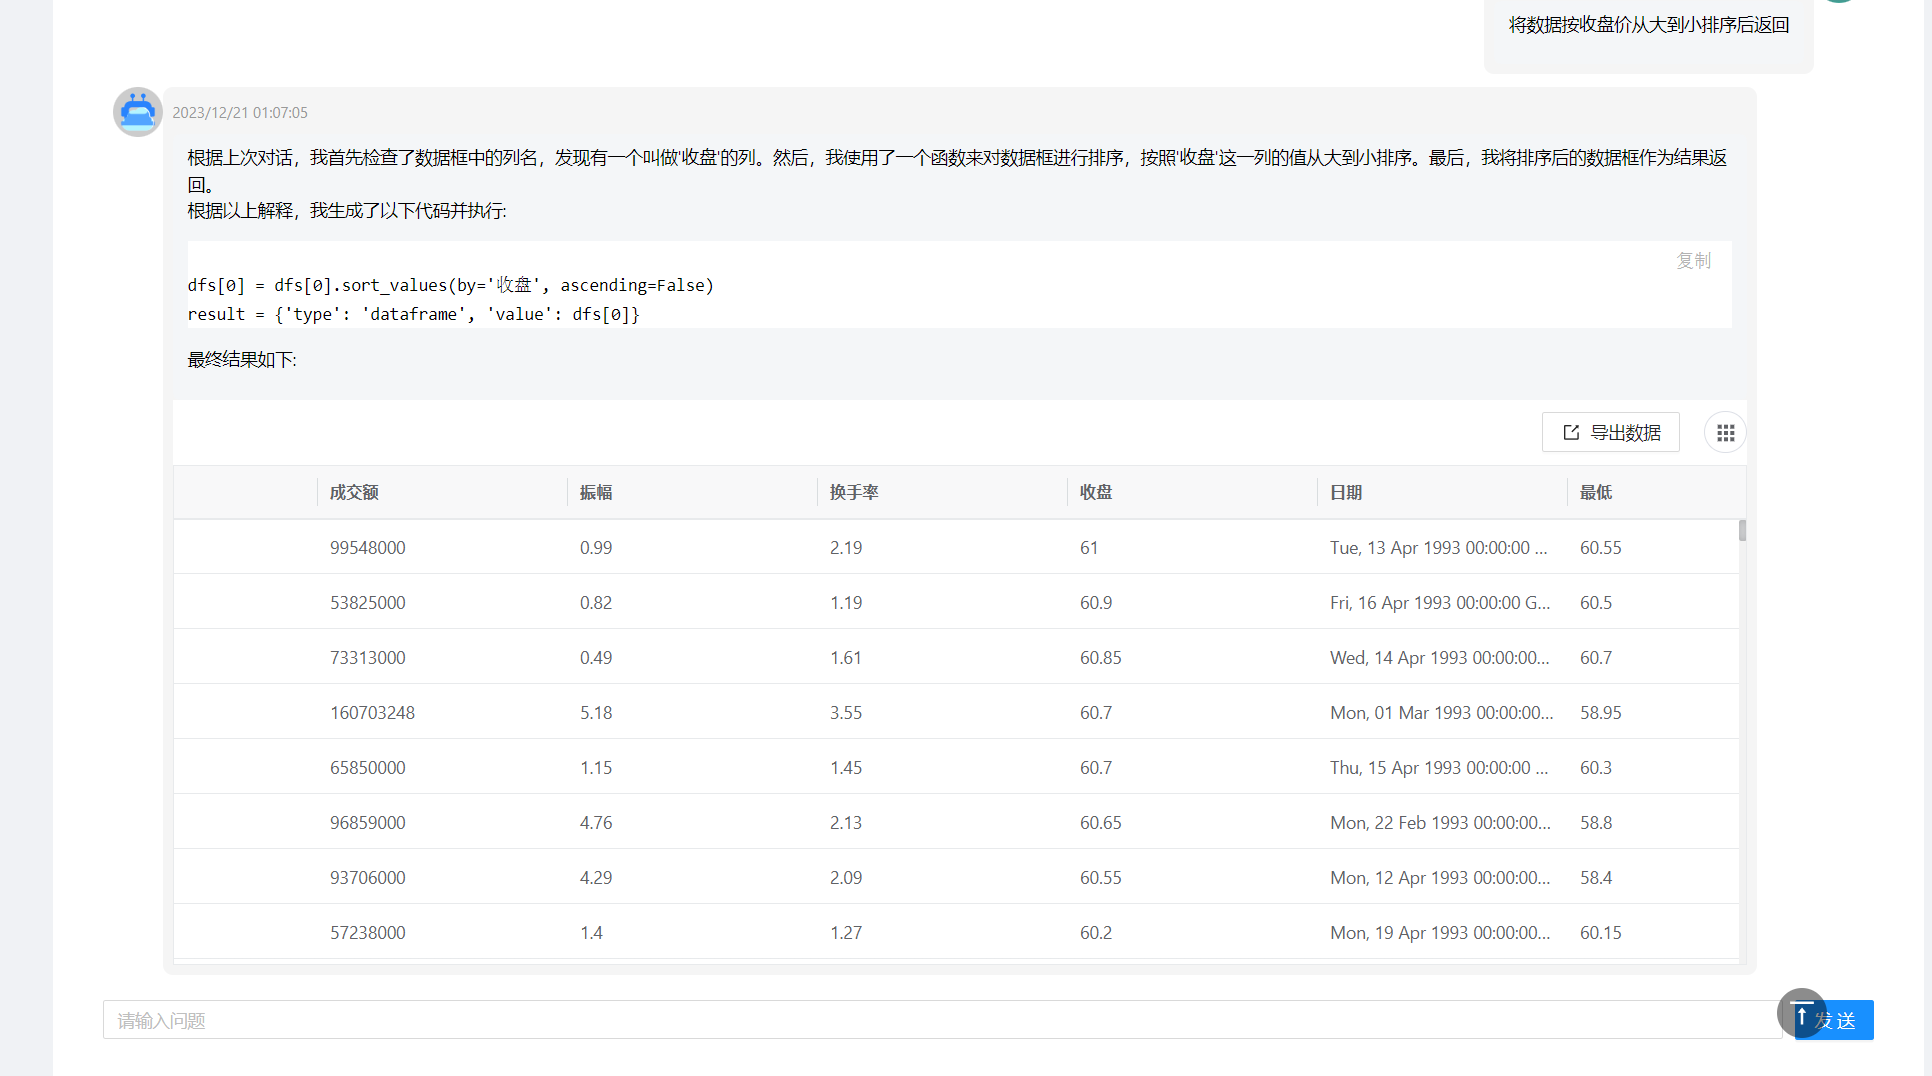 将数据按收盘价从大到小排序后返回
2023/12/21 01:07:05
根据上次对话，我首先检查了数据框中的列名，发现有一个叫做'收盘'的列。然后，我使用了一个函数来对数据框进行排序，按照'收盘'这一列的值从大到小排序。最后，我将排序后的数据框作为结果返
回。
根据以上解释，我生成了以下代码并执行:
复制
dfs[0] = dfs[0].sort_values(by='收盘', ascending=False)
result = {'type': 'dataframe', 'value': dfs[0]}
最终结果如下:
导出数据
成交额 振幅 换手率 收盘 日期 最低
99548000 0.99 2.19 61 Tue, 13 Apr 1993 00:00:00 ... 60.55
53825000 0.82 1.19 60.9 Fri, 16 Apr 1993 00:00:00 G... 60.5
73313000 0.49 1.61 60.85 Wed, 14 Apr 1993 00:00:00... 60.7
160703248 5.18 3.55 60.7 Mon, 01 Mar 1993 00:00:00... 58.95
65850000 1.15 1.45 60.7 Thu, 15 Apr 1993 00:00:00 ... 60.3
96859000 4.76 2.13 60.65 Mon, 22 Feb 1993 00:00:00... 58.8
93706000 4.29 2.09 60.55 Mon, 12 Apr 1993 00:00:00... 58.4
57238000 1.4 1.27 60.2 Mon, 19 Apr 1993 00:00:00... 60.15
请输入问题
发送